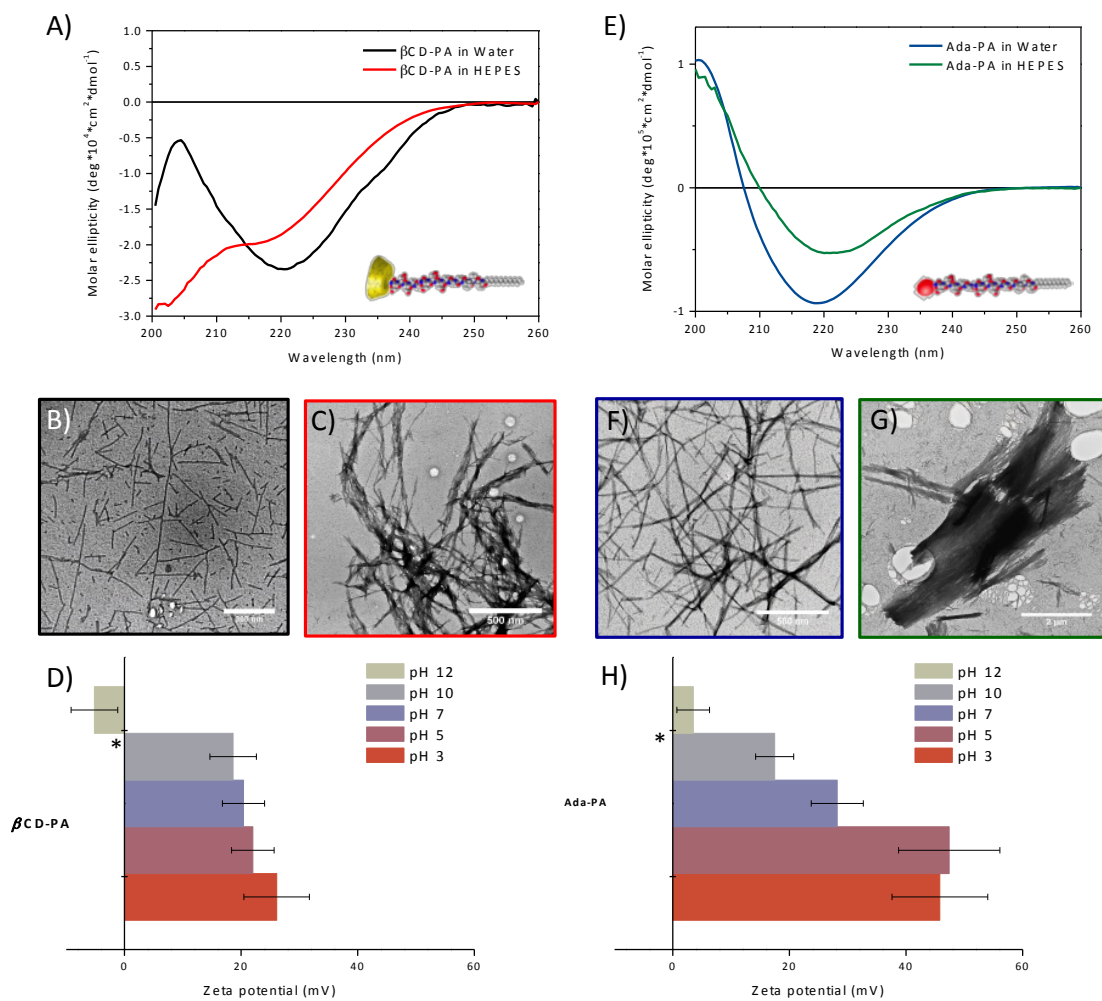 A)
βCD-PA in Water
βCD-PA in HEPES
Molar ellipticity (deg*10⁴*cm²*dmol⁻¹)
1.0
0.5
0.0
-0.5
-1.0
-1.5
-2.0
-2.5
-3.0
200 210 220 230 240 250 260
Wavelength (nm)
E)
Ada-PA in Water
Ada-PA in HEPES
Molar ellipticity (deg*10⁵*cm²*dmol⁻¹)
1
0
-1
200 210 220 230 240 250 260
Wavelength (nm)
B)
C)
500 nm
F)
G)
2 µm
D)
pH 12
pH 10
pH 7
pH 5
pH 3
*
βCD-PA
0 20 40 60
Zeta potential (mV)
H)
pH 12
pH 10
pH 7
pH 5
pH 3
*
Ada-PA
0 20 40 60
Zeta potential (mV)